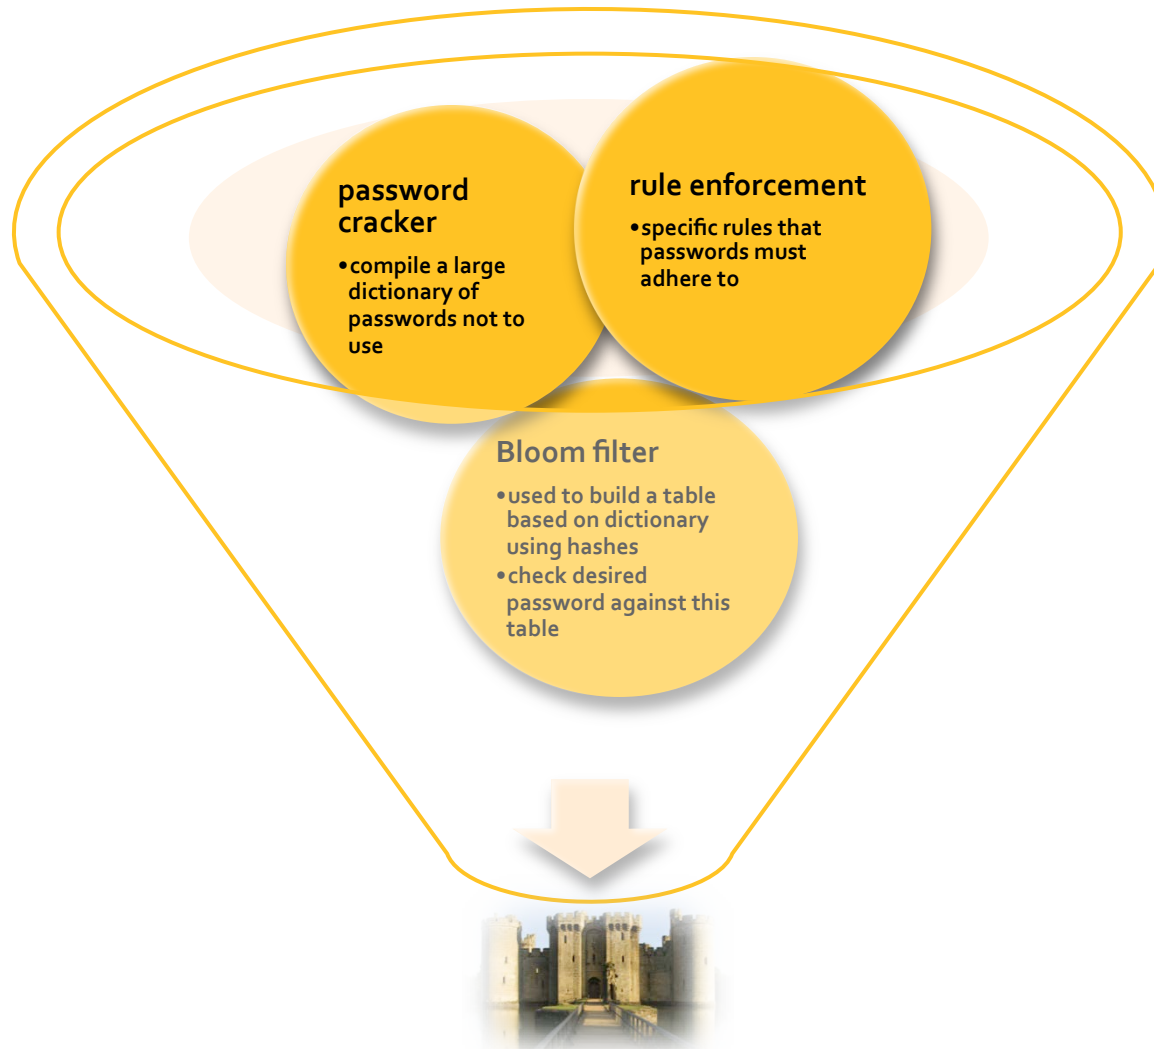 password
cracker
•compile a large
dictionary of
passwords not to
use
rule enforcement
•specific rules that
passwords must
adhere to
Bloom filter
•used to build a table
based on dictionary
using hashes
•check desired
password against this
table